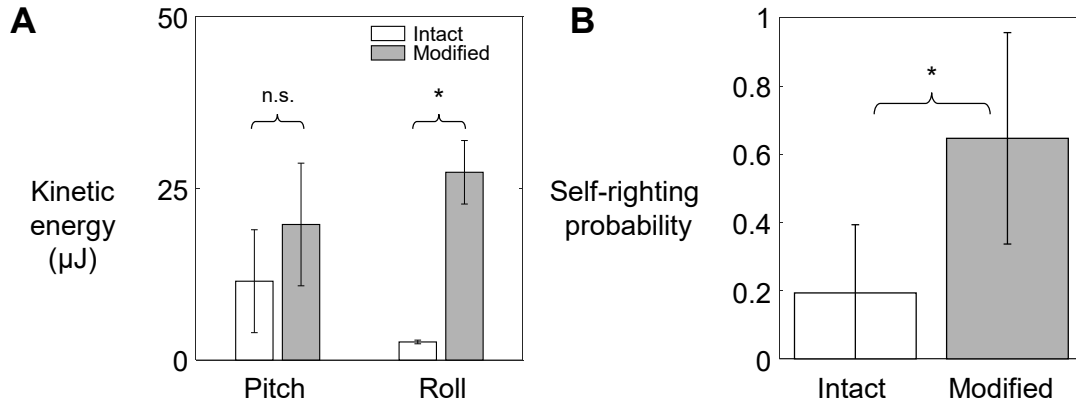 A
50
25
0
Kinetic
energy
(µJ)
Intact
Modified
n.s.
*
Pitch
Roll
B
1
0.8
0.6
0.4
0.2
0
Self-righting
probability
*
Intact
Modified